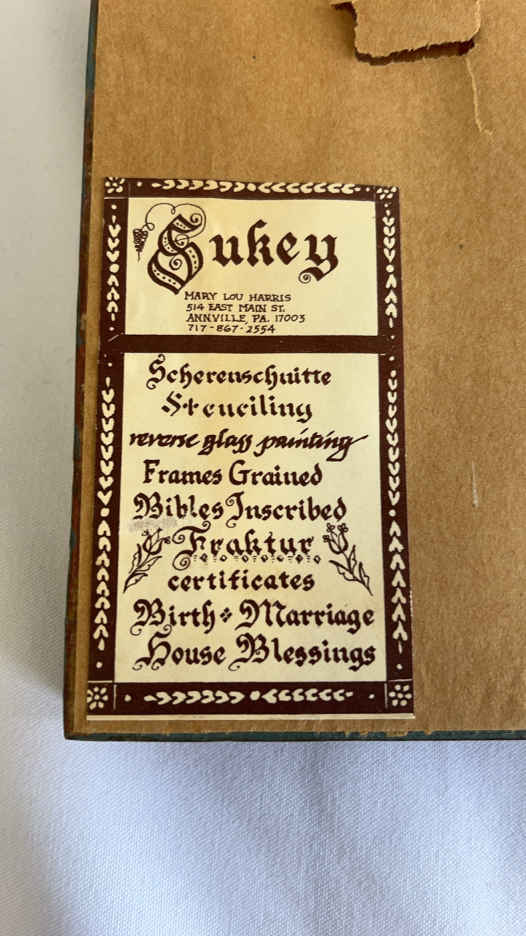 Sukey
MARY LOU HARRIS
514 EAST MAIN ST.
ANNVILLE, PA. 17003
717-867-2554
Scherenschnitte
Stenciling
reverse glass painting
Frames Grained
Bibles Inscribed
Fraktur
certificates
Birth & Marriage
House Blessings